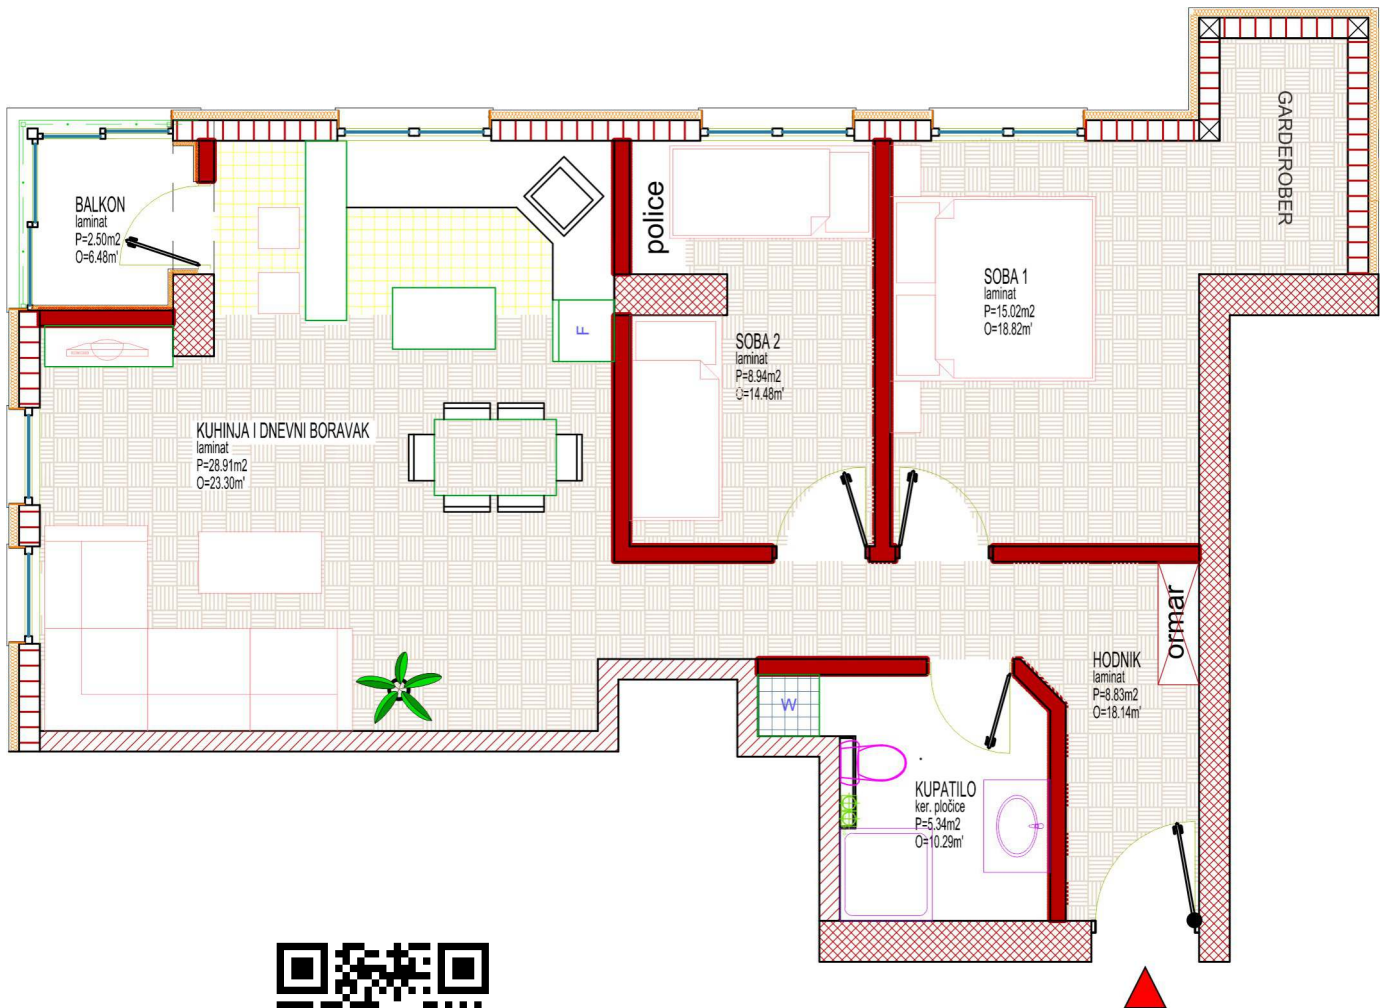 GARDEROBER
police
BALKON
laminat
P=2.50m2
O=6.48m'
SOBA 1
laminat
P=15.02m2
O=18.82m'
F
SOBA 2
laminat
P=8.94m2
O=14.48m'
KUHINJA I DNEVNI BORAVAK
laminat
P=28.91m2
O=23.30m'
ormar
HODNIK
laminat
P=8.83m2
O=18.14m'
W
KUPATILO
ker. pločice
P=5.34m2
O=10.29m'